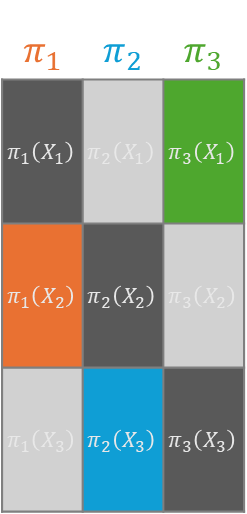 π₁ π₂ π₃
π₁(X₁) π₂(X₁) π₃(X₁)
π₁(X₂) π₂(X₂) π₃(X₂)
π₁(X₃) π₂(X₃) π₃(X₃)